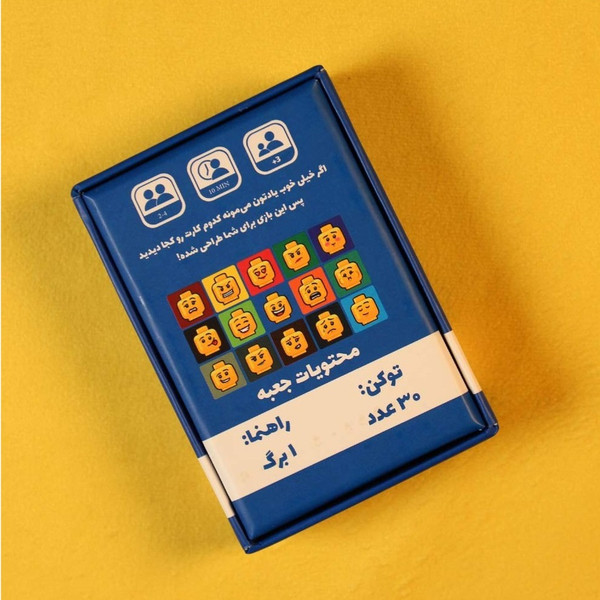 2-4
10 MIN
+3
اگر خیلی خوب یادتون می‌مونه کدوم کارت رو کجا دیدید
پس این بازی برای شما طراحی شده!
محتویات جعبه
توکن:
۳۰ عدد
راهنما:
۱ برگ